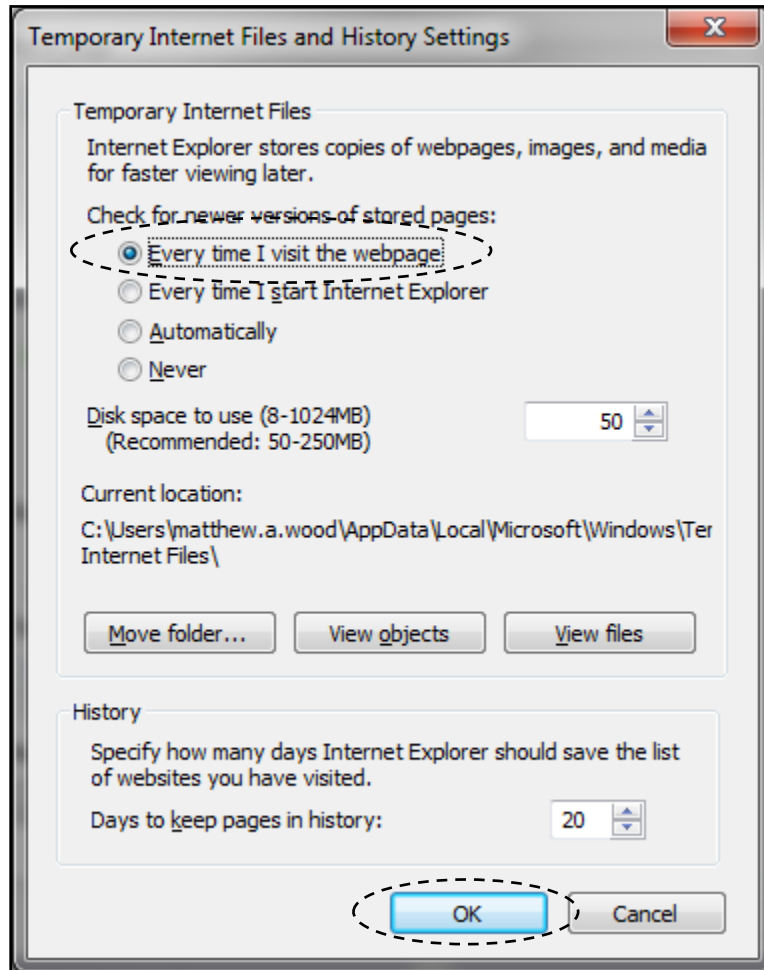 Temporary Internet Files and History Settings
Temporary Internet Files
Internet Explorer stores copies of webpages, images, and media
for faster viewing later.
Check for newer versions of stored pages:
Every time I visit the webpage
Every time I start Internet Explorer
Automatically
Never
Disk space to use (8-1024MB)
(Recommended: 50-250MB)
50
Current location:
C:\Users\matthew.a.wood\AppData\Local\Microsoft\Windows\Ter
Internet Files\
Move folder... View objects View files
History
Specify how many days Internet Explorer should save the list
of websites you have visited.
Days to keep pages in history: 20
OK Cancel